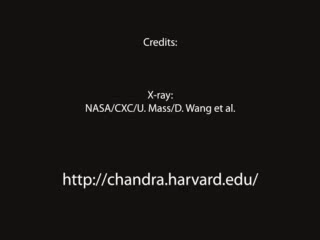 Credits:
X-ray:
NASA/CXC/U. Mass/D. Wang et al.
http://chandra.harvard.edu/